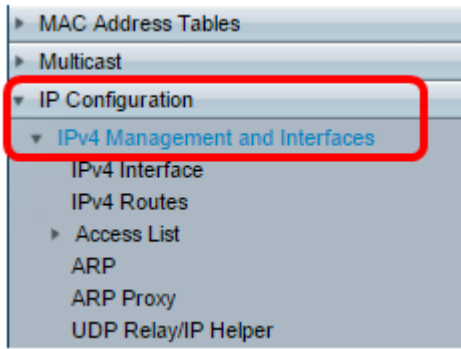 MAC Address Tables
Multicast
IP Configuration
IPv4 Management and Interfaces
IPv4 Interface
IPv4 Routes
Access List
ARP
ARP Proxy
UDP Relay/IP Helper